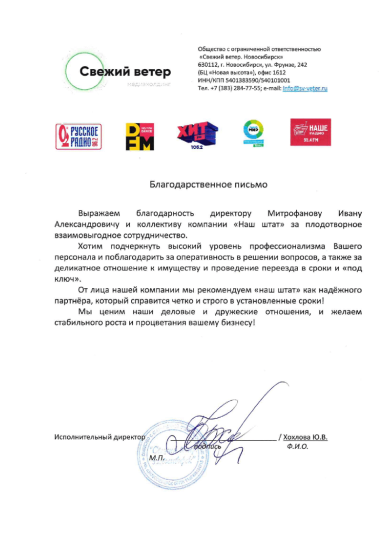 Свежий ветер
Общество с ограниченной ответственностью
«Свежий ветер. Новосибирск»
630112, г. Новосибирск, ул. Фрунзе, 242
(БЦ «Новая высота»), офис 1612
ИНН/КПП 5401383590/540101001
Тел. +7 (383) 284-77-55; e-mail: info@sv-veter.ru
РУССКОЕ РАДИО
DFM
ХИТ FM
106.2
НАШЕ РАДИО
Благодарственное письмо
Выражаем благодарность директору Митрофанову Ивану
Александровичу и коллективу компании «Наш штат» за плодотворное
взаимовыгодное сотрудничество.
Хотим подчеркнуть высокий уровень профессионализма Вашего
персонала и поблагодарить за оперативность в решении вопросов, а также за
деликатное отношение к имуществу и проведение переезда в сроки и «под
ключ».
От лица нашей компании мы рекомендуем «наш штат» как надёжного
партнёра, который справится четко и строго в установленные сроки!
Мы ценим наши деловые и дружеские отношения, и желаем
стабильного роста и процветания вашему бизнесу!
Исполнительный директор / Хохлова Ю.В.
подпись Ф.И.О.
М.П.